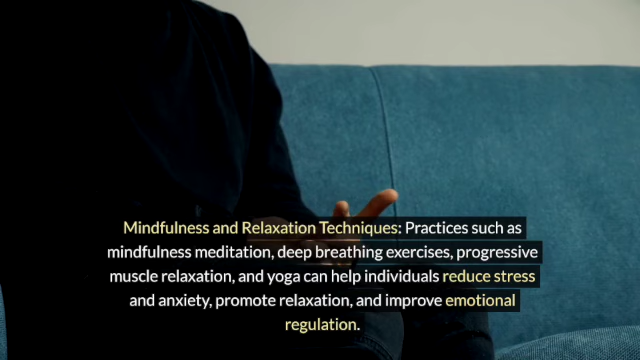 Mindfulness and Relaxation Techniques: Practices such as
mindfulness meditation, deep breathing exercises, progressive
muscle relaxation, and yoga can help individuals reduce stress
and anxiety, promote relaxation, and improve emotional
regulation.